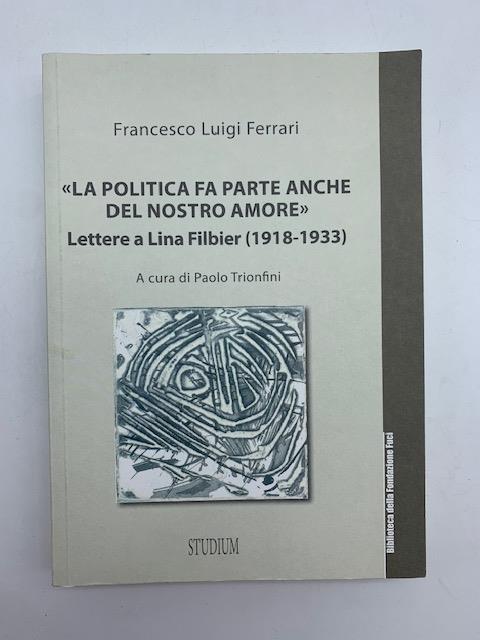 Francesco Luigi Ferrari
«LA POLITICA FA PARTE ANCHE
DEL NOSTRO AMORE»
Lettere a Lina Filbier (1918-1933)
A cura di Paolo Trionfini
STUDIUM
Biblioteca della Fondazione Fuci